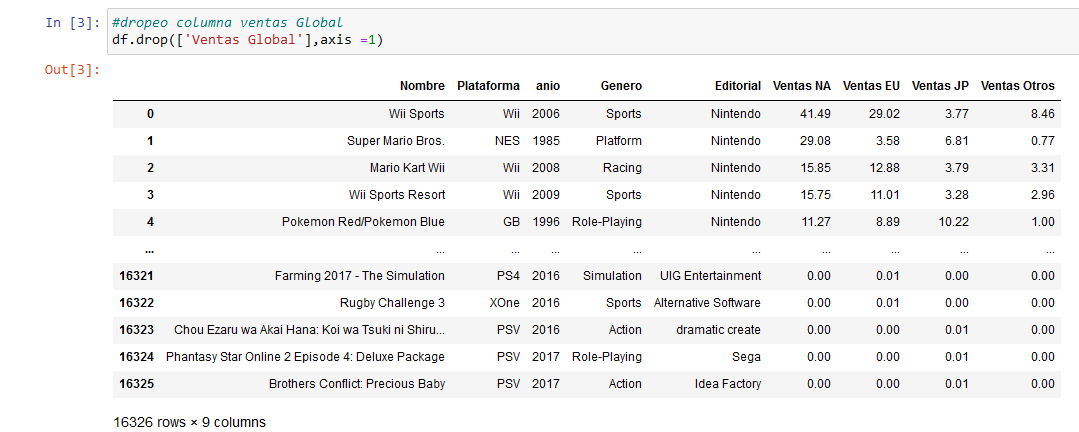 In [3]: #dropeo columna ventas Global
df.drop(['Ventas Global'],axis =1)
Out[3]:
Nombre Plataforma anio Genero Editorial Ventas NA Ventas EU Ventas JP Ventas Otros
0 Wii Sports Wii 2006 Sports Nintendo 41.49 29.02 3.77 8.46
1 Super Mario Bros. NES 1985 Platform Nintendo 29.08 3.58 6.81 0.77
2 Mario Kart Wii Wii 2008 Racing Nintendo 15.85 12.88 3.79 3.31
3 Wii Sports Resort Wii 2009 Sports Nintendo 15.75 11.01 3.28 2.96
4 Pokemon Red/Pokemon Blue GB 1996 Role-Playing Nintendo 11.27 8.89 10.22 1.00
... ... ... ... ... ... ... ... ... ...
16321 Farming 2017 - The Simulation PS4 2016 Simulation UIG Entertainment 0.00 0.01 0.00 0.00
16322 Rugby Challenge 3 XOne 2016 Sports Alternative Software 0.00 0.01 0.00 0.00
16323 Chou Ezaru wa Akai Hana: Koi wa Tsuki ni Shiru... PSV 2016 Action dramatic create 0.00 0.00 0.01 0.00
16324 Phantasy Star Online 2 Episode 4: Deluxe Package PSV 2017 Role-Playing Sega 0.00 0.00 0.01 0.00
16325 Brothers Conflict: Precious Baby PSV 2017 Action Idea Factory 0.00 0.00 0.01 0.00
16326 rows × 9 columns